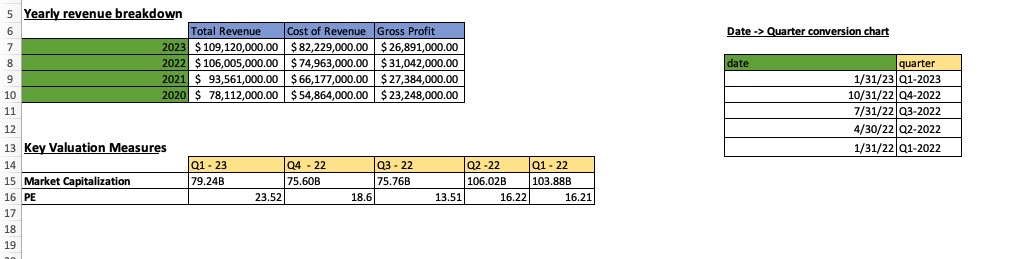 5 Yearly revenue breakdown
6 Total Revenue Cost of Revenue Gross Profit Date -> Quarter conversion chart
7 2023 $ 109,120,000.00 $ 82,229,000.00 $ 26,891,000.00
8 2022 $ 106,005,000.00 $ 74,963,000.00 $ 31,042,000.00 date quarter
9 2021 $ 93,561,000.00 $ 66,177,000.00 $ 27,384,000.00 1/31/23 Q1-2023
10 2020 $ 78,112,000.00 $ 54,864,000.00 $ 23,248,000.00 10/31/22 Q4-2022
11 7/31/22 Q3-2022
12 4/30/22 Q2-2022
13 Key Valuation Measures 1/31/22 Q1-2022
14 Q1 - 23 Q4 - 22 Q3 - 22 Q2 -22 Q1 - 22
15 Market Capitalization 79.24B 75.60B 75.76B 106.02B 103.88B
16 PE 23.52 18.6 13.51 16.22 16.21
17
18
19